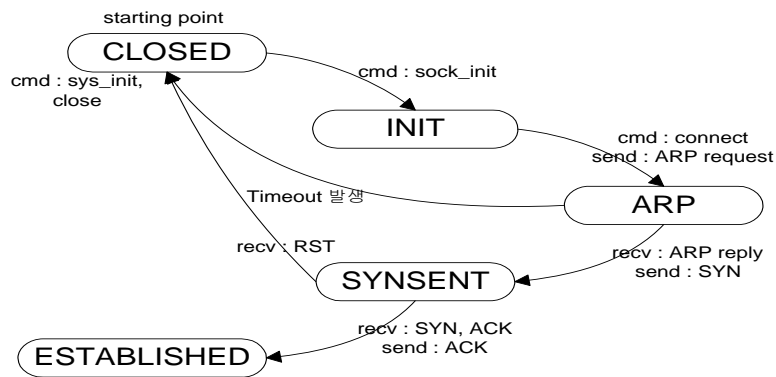 starting point
CLOSED
cmd : sys_init,
close
cmd : sock_init
INIT
cmd : connect
send : ARP request
Timeout 발생
ARP
recv : RST
recv : ARP reply
send : SYN
SYNSENT
recv : SYN, ACK
send : ACK
ESTABLISHED